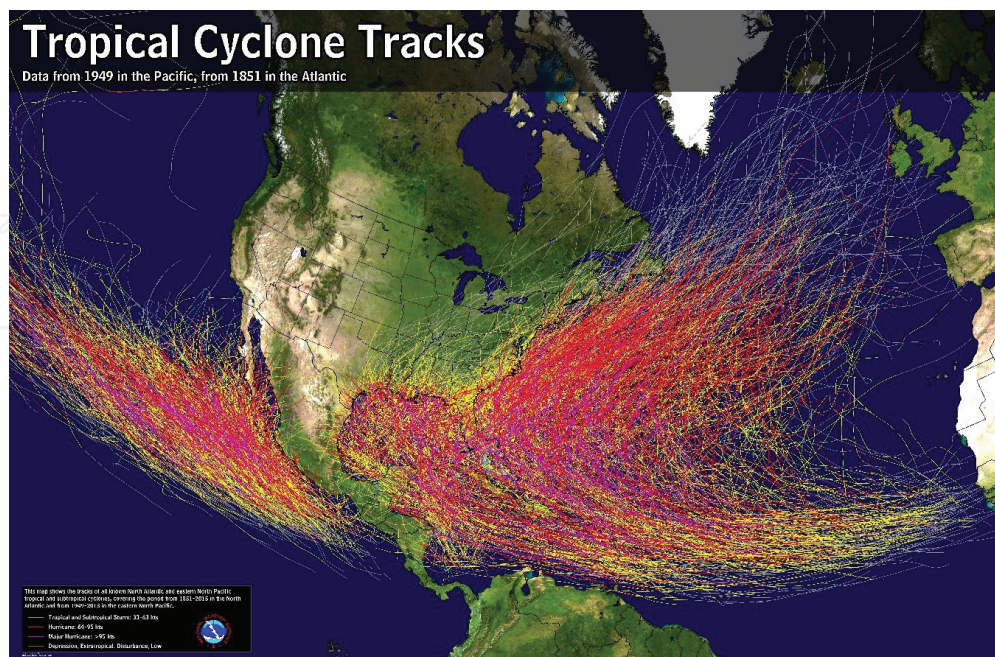 Tropical Cyclone Tracks
Data from 1949 in the Pacific, from 1851 in the Atlantic
This map shows the tracks of all known North Atlantic and eastern North Pacific
tropical and subtropical cyclones, covering the period from 1851-2015 in the North
Atlantic and from 1949-2015 in the eastern North Pacific.
Tropical and Subtropical Storm: 33-63 kts
Hurricane: 64-95 kts
Major Hurricane: >95 kts
Depression, Extratropical, Disturbance, Low